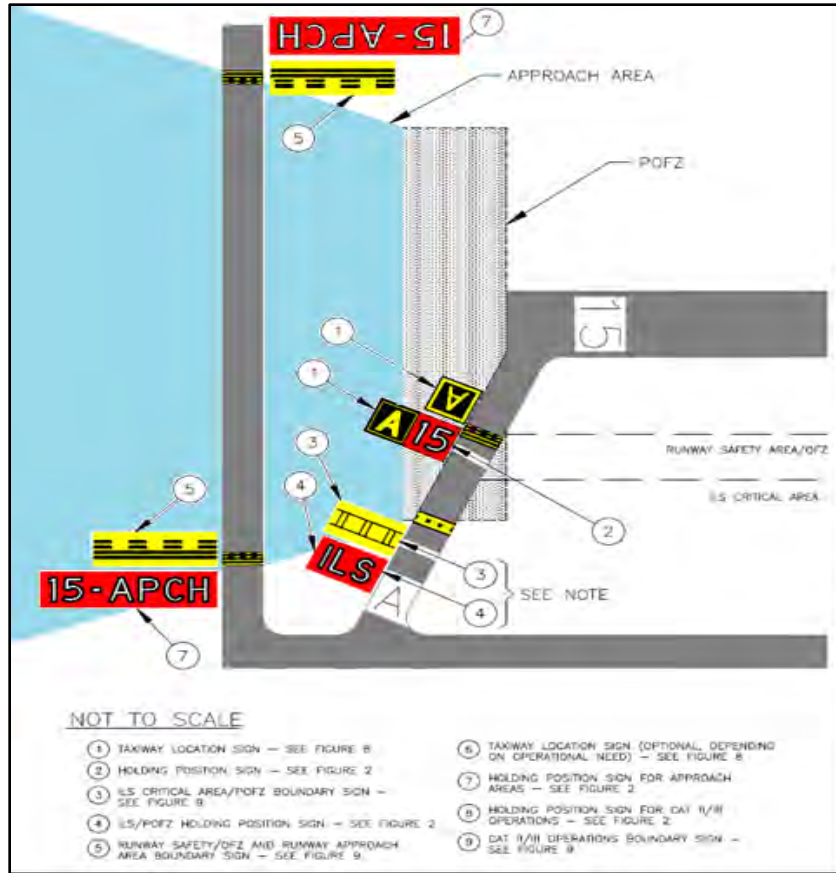 15-APCH
7
APPROACH AREA
5
POFZ
15
1
A
1
A
15
3
RUNWAY SAFETY AREA/OFZ
5
4
ILS CRITICAL AREA
2
ILS
3
15-APCH
A
4
SEE NOTE
7
NOT TO SCALE
1 TAXIWAY LOCATION SIGN – SEE FIGURE 8
2 HOLDING POSITION SIGN – SEE FIGURE 2
3 ILS CRITICAL AREA/POFZ BOUNDARY SIGN –
SEE FIGURE 9
4 ILS/POFZ HOLDING POSITION SIGN – SEE FIGURE 2
5 RUNWAY SAFETY/OFZ AND RUNWAY APPROACH
AREA BOUNDARY SIGN – SEE FIGURE 9
6 TAXIWAY LOCATION SIGN (OPTIONAL, DEPENDING
ON OPERATIONAL NEED) – SEE FIGURE 8
7 HOLDING POSITION SIGN FOR APPROACH
AREAS – SEE FIGURE 2
8 HOLDING POSITION SIGN FOR CAT II/III
OPERATIONS – SEE FIGURE 2
9 CAT II/III OPERATIONS BOUNDARY SIGN –
SEE FIGURE 9